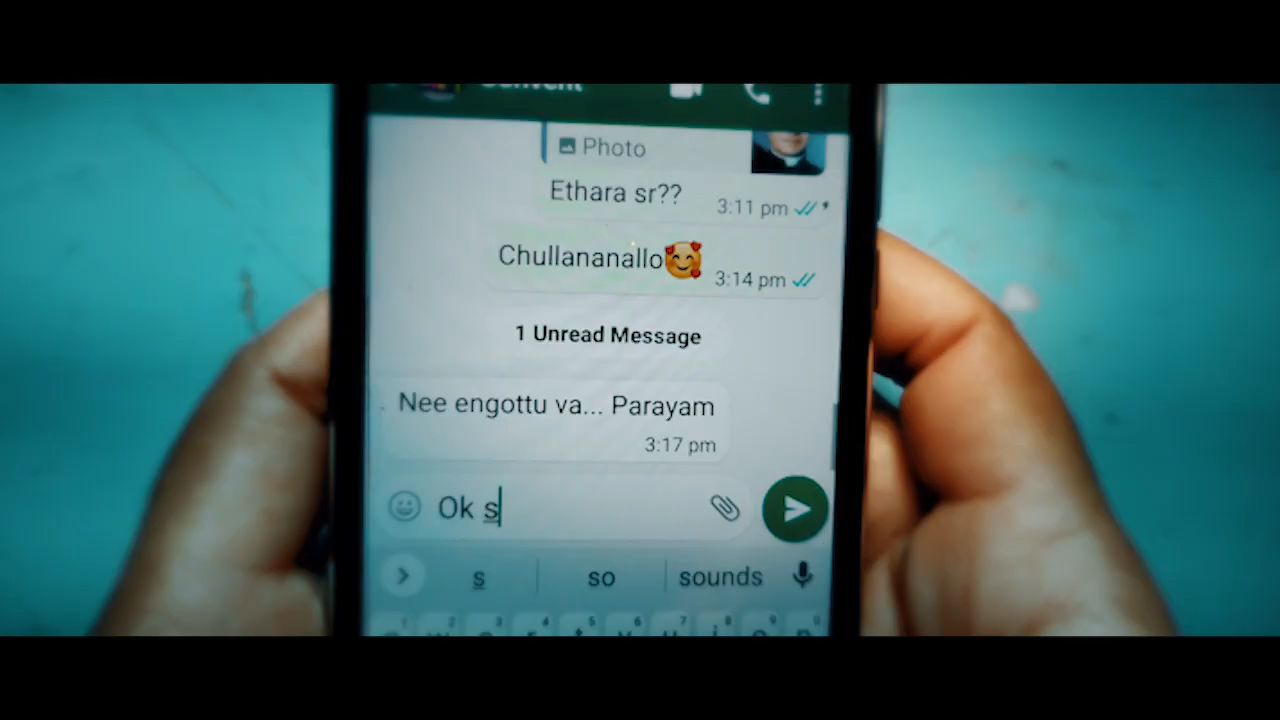 Photo
Ethara sr??
3:11 pm
Chullananallo🥰
3:14 pm
1 Unread Message
Nee engottu va... Parayam
3:17 pm
Ok s
s so sounds